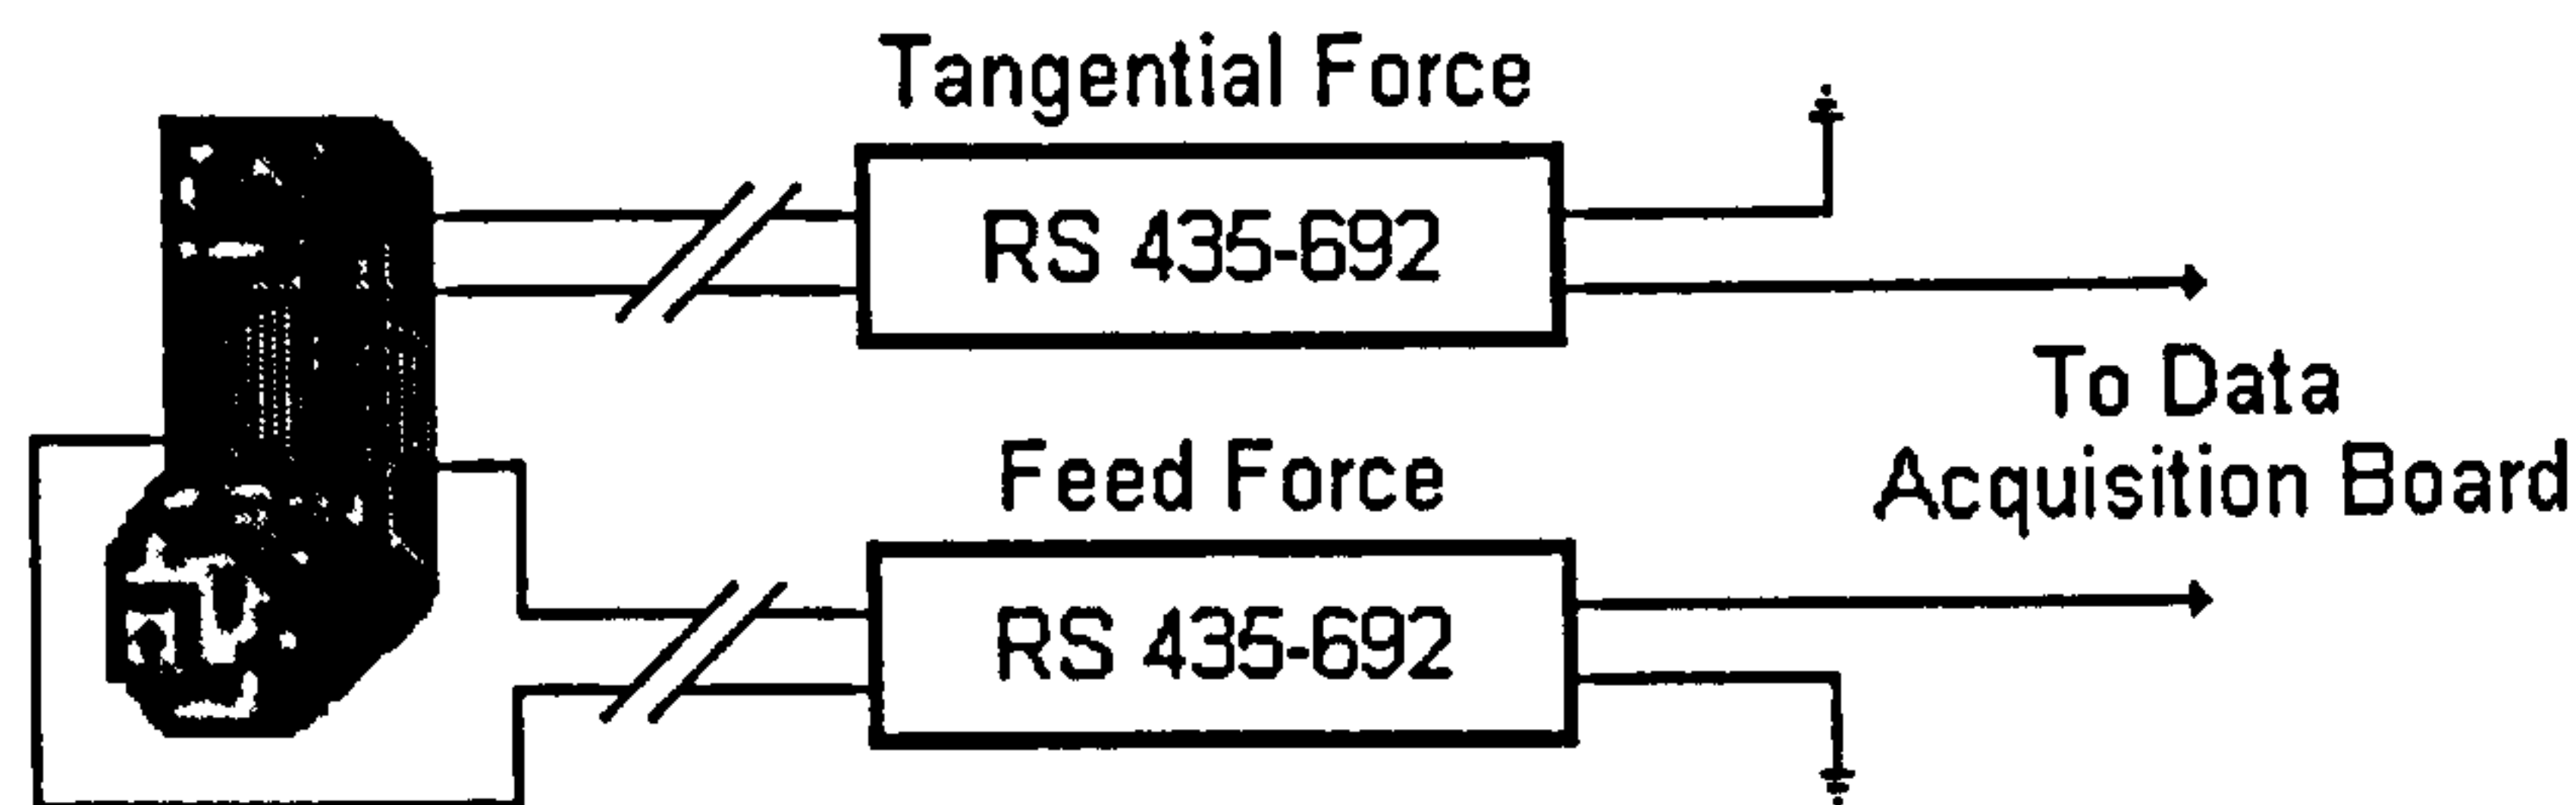 Tangential Force
RS 435-692
To Data
Acquisition Board
Feed Force
RS 435-692